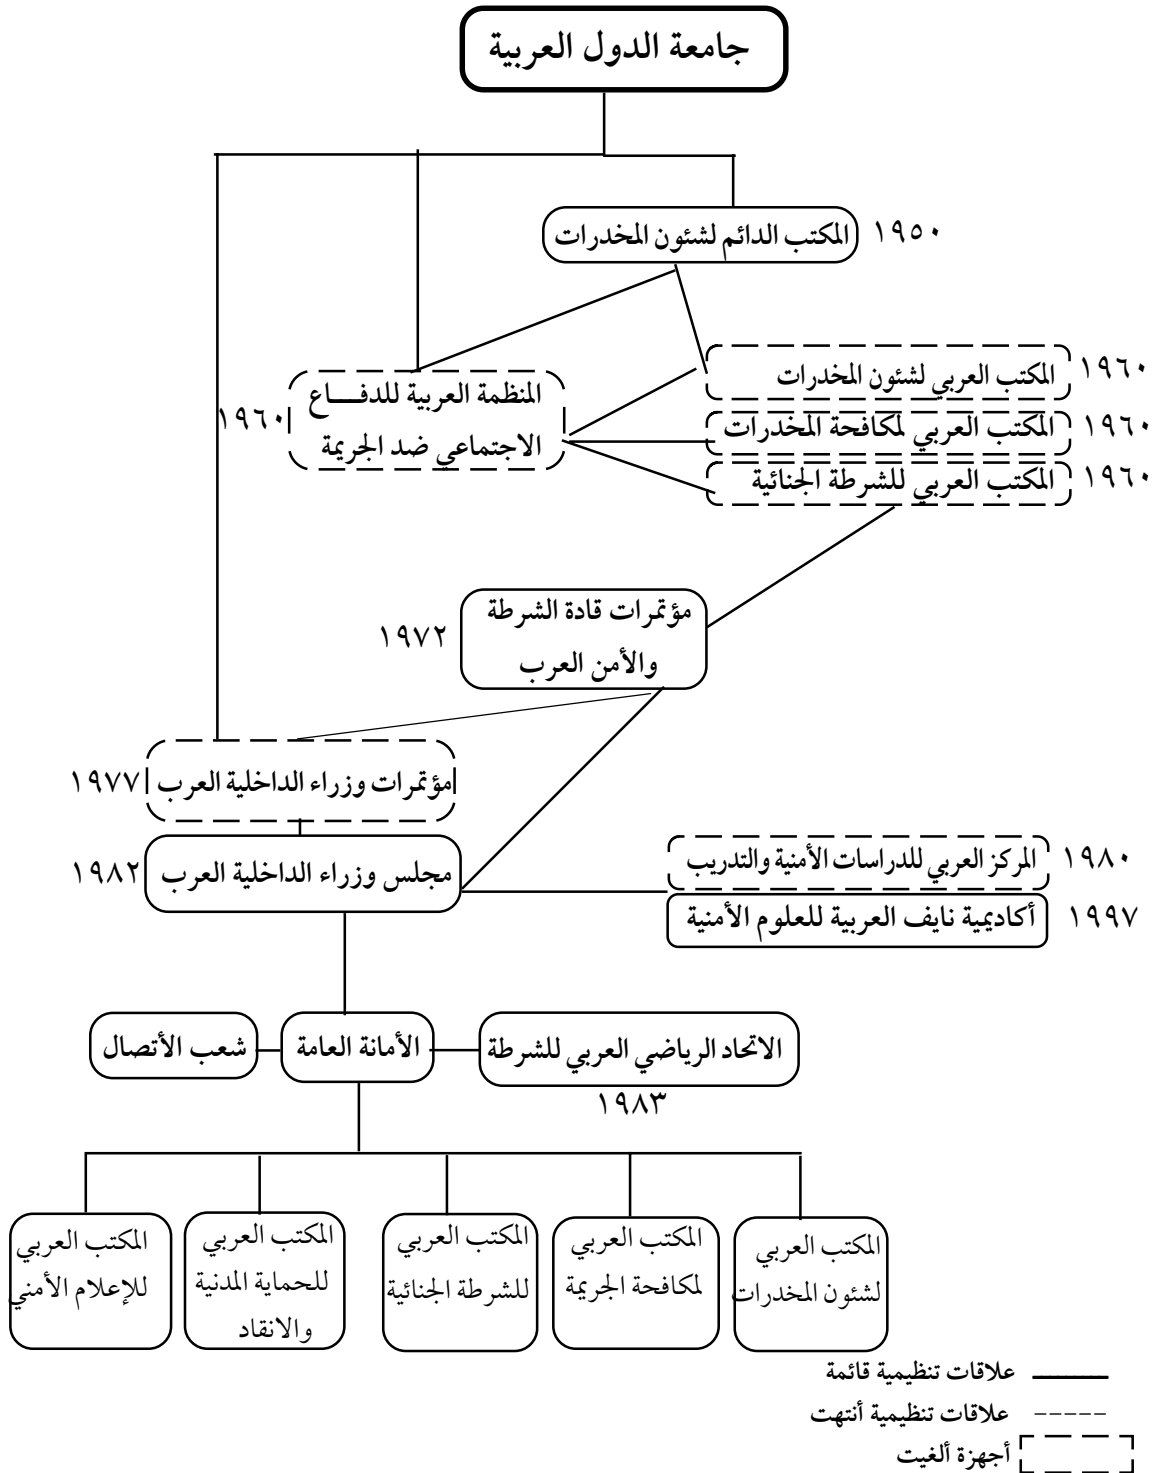 جامعة الدول العربية
المكتب الدائم لشئون المخدرات
١٩٥٠
المكتب العربي لشئون المخدرات
١٩٦٠
المنظمة العربية للدفـــاع
الاجتماعي ضد الجريمة
١٩٦٠
المكتب العربي لمكافحة المخدرات
١٩٦٠
المكتب العربي للشرطة الجنائية
١٩٦٠
مؤتمرات قادة الشرطة
والأمن العرب
١٩٧٢
مؤتمرات وزراء الداخلية العرب
١٩٧٧
مجلس وزراء الداخلية العرب
١٩٨٢
المركز العربي للدراسات الأمنية والتدريب
١٩٨٠
أكاديمية نايف العربية للعلوم الأمنية
١٩٩٧
الاتحاد الرياضي العربي للشرطة
١٩٨٣
الأمانة العامة
شعب الأتصال
المكتب العربي
لشئون المخدرات
المكتب العربي
لمكافحة الجريمة
المكتب العربي
للشرطة الجنائية
المكتب العربي
للحماية المدنية
والانقاد
المكتب العربي
للإعلام الأمني
علاقات تنظيمية قائمة
علاقات تنظيمية أنتهت
أجهزة ألغيت